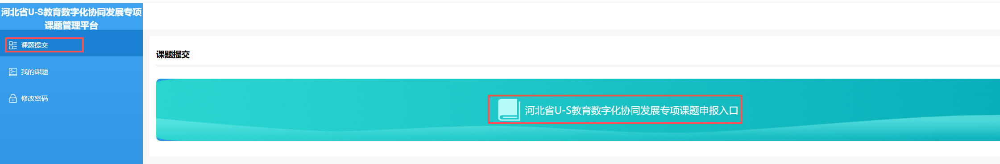 河北省U-S教育数字化协同发展专项
课题管理平台
课题提交
我的课题
修改密码
课题提交
河北省U-S教育数字化协同发展专项课题申报入口